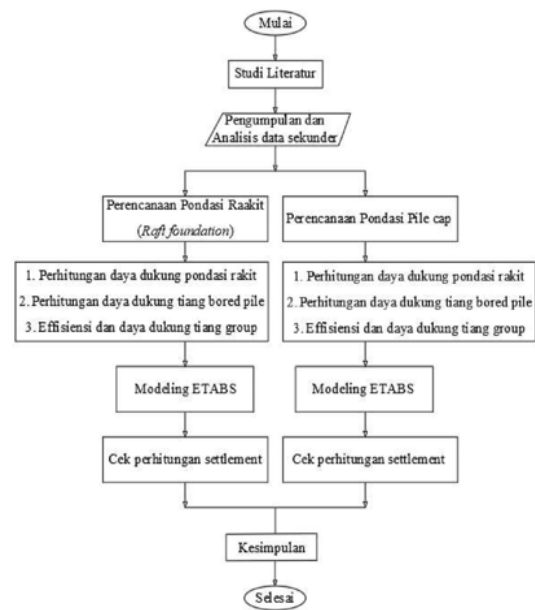 Mulai
Studi Literatur
Pengumpulan dan
Analisis data sekunder
Perencanaan Pondasi Raakit
(Raft foundation)
1. Perhitungan daya dukung pondasi rakit
2. Perhitungan daya dukung tiang bored pile
3. Effisiensi dan daya dukung tiang group
Modeling ETABS
Cek perhitungan settlement
Perencanaan Pondasi Pile cap
1. Perhitungan daya dukung pondasi rakit
2. Perhitungan daya dukung tiang bored pile
3. Effisiensi dan daya dukung tiang group
Modeling ETABS
Cek perhitungan settlement
Kesimpulan
Selesai